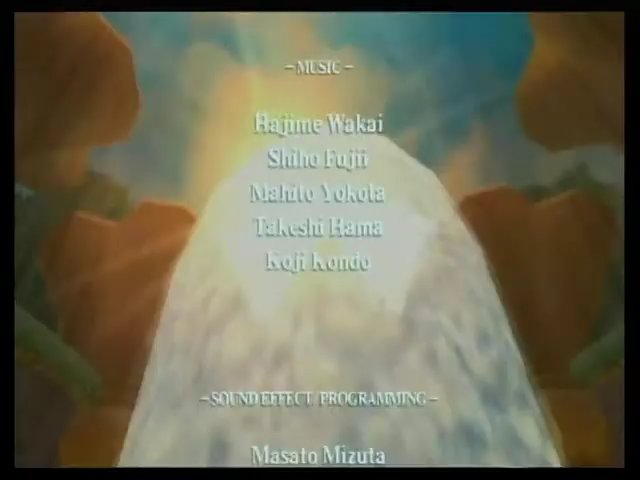 ~MUSIC~
Hajime Wakai
Shiho Fujii
Mahito Yokota
Takeshi Hama
Koji Kondo
~SOUND EFFECT PROGRAMMING~
Masato Mizuta